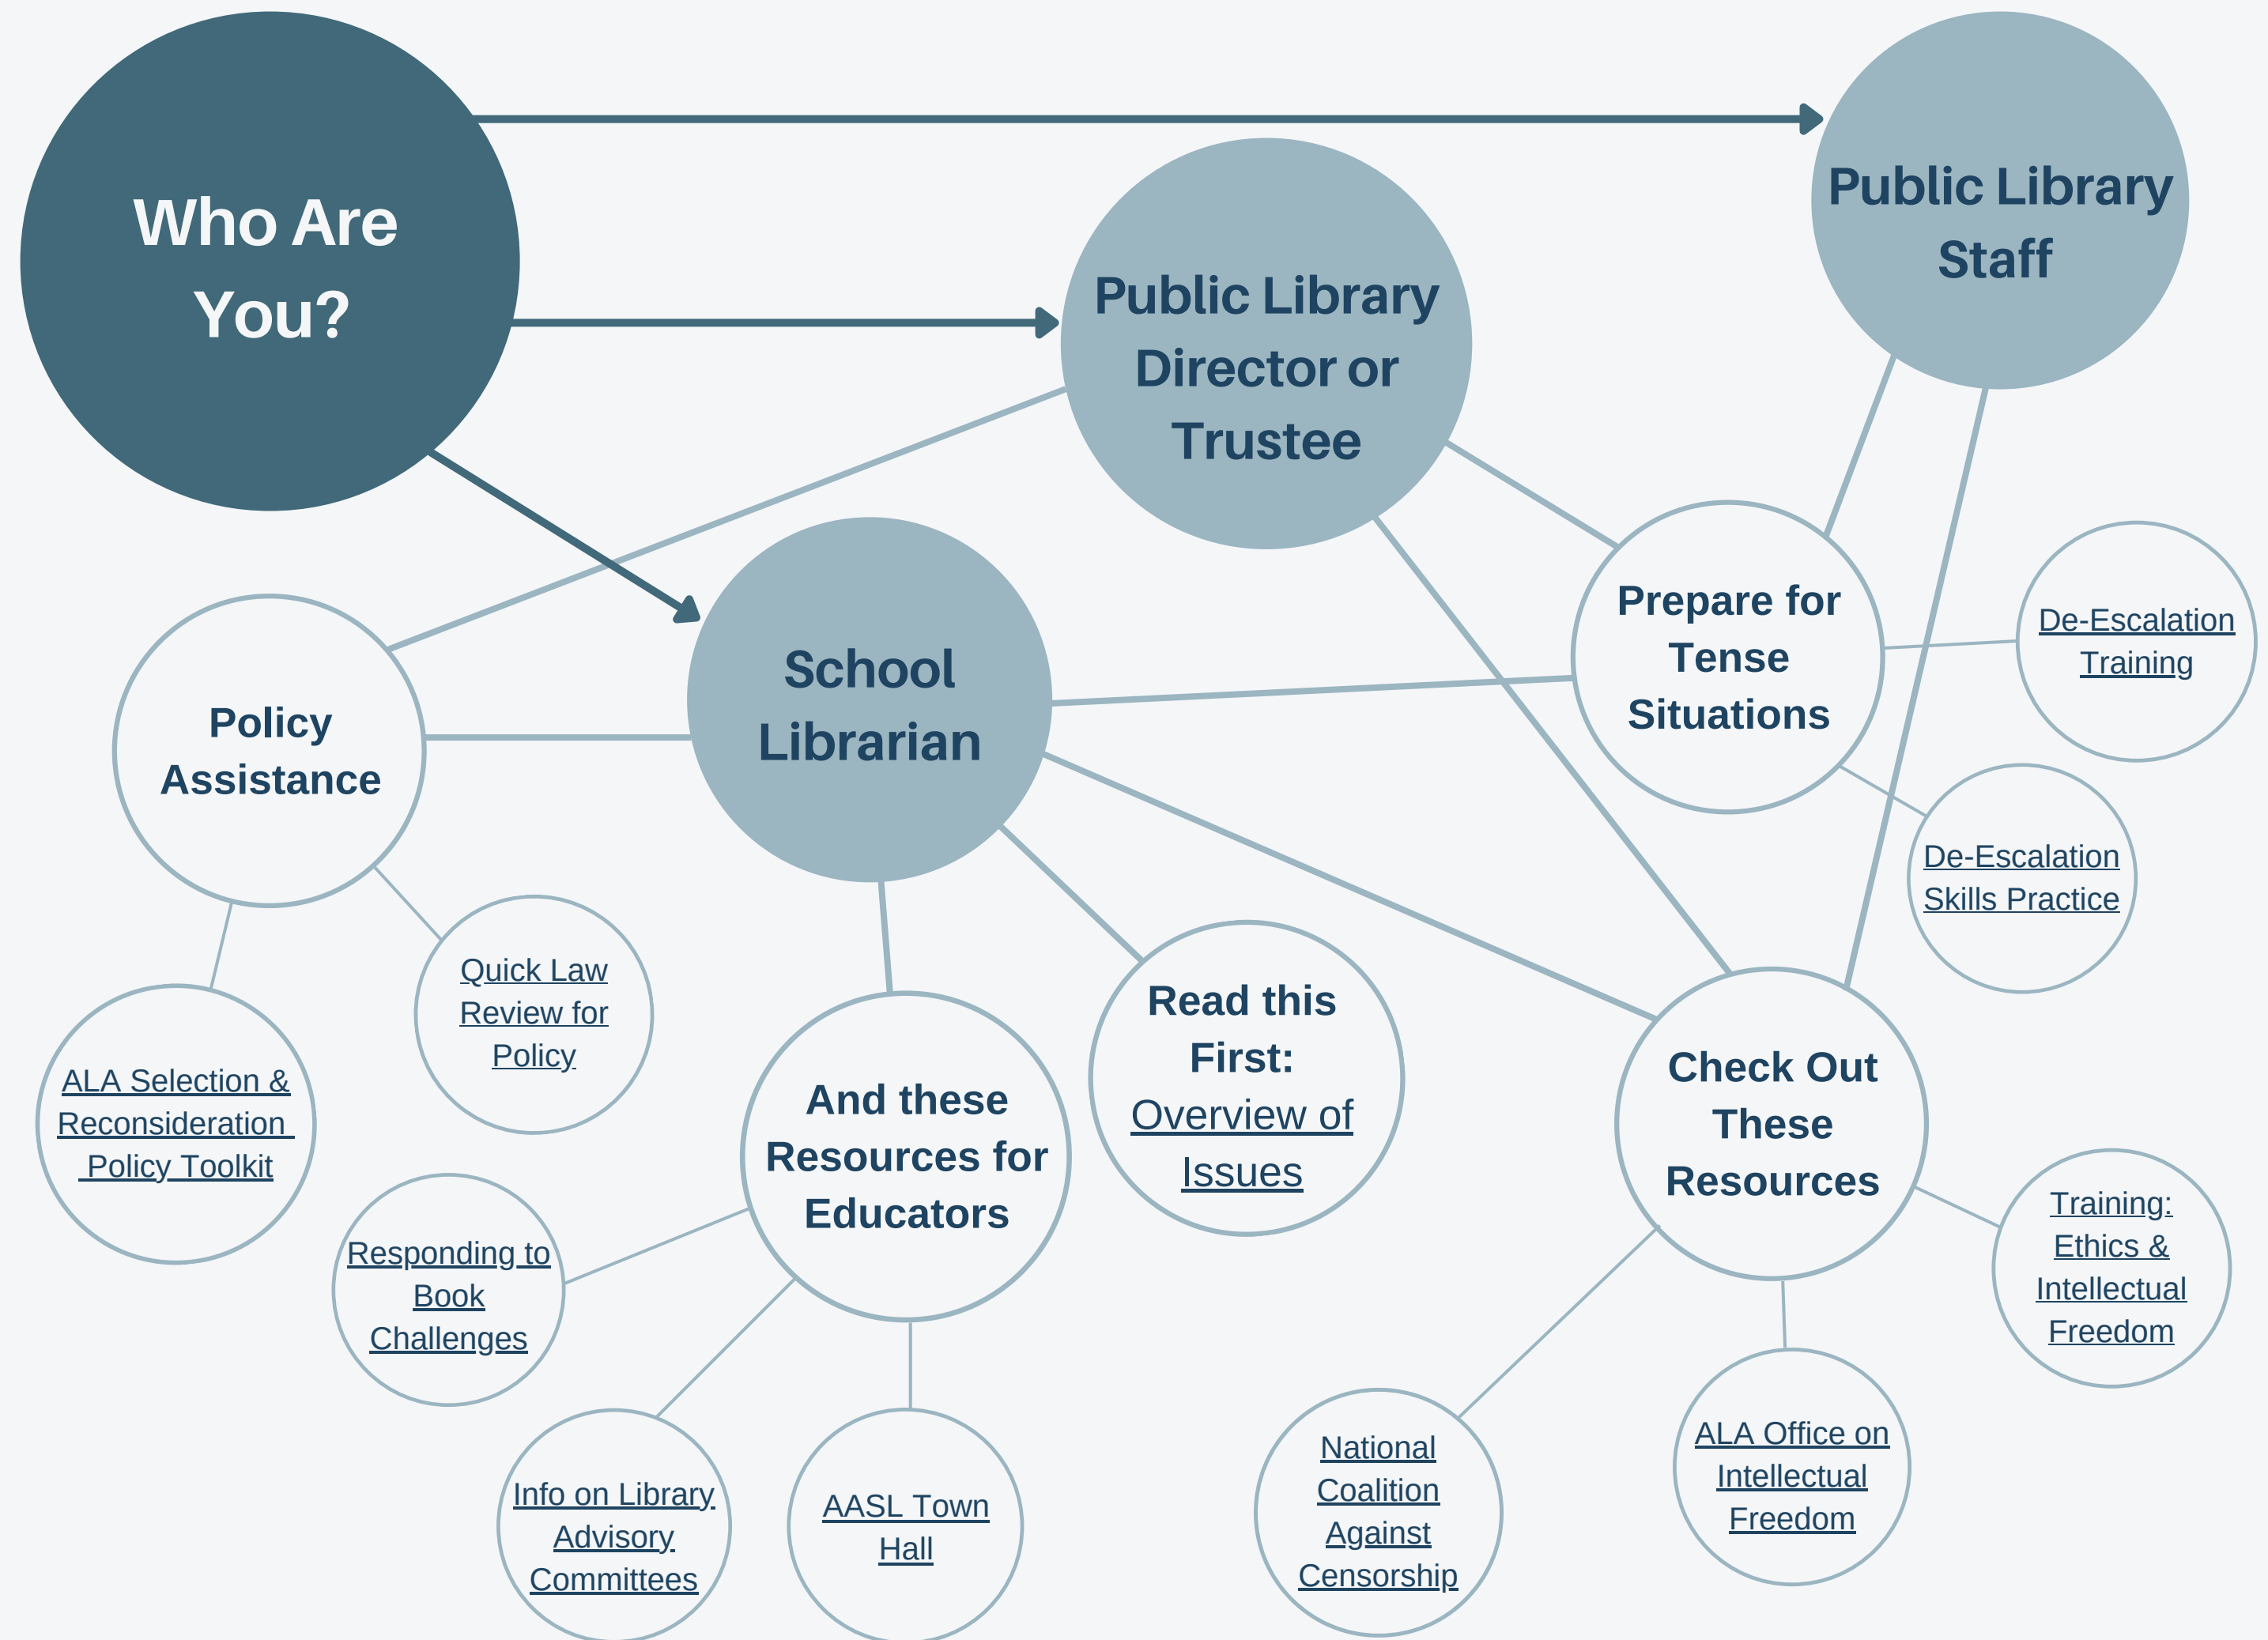 Who Are
You?
Public Library
Staff
Public Library
Director or
Trustee
School
Librarian
Prepare for
Tense
Situations
De-Escalation
Training
De-Escalation
Skills Practice
Policy
Assistance
Quick Law
Review for
Policy
ALA Selection &
Reconsideration
Policy Toolkit
And these
Resources for
Educators
Read this
First:
Overview of
Issues
Check Out
These
Resources
Responding to
Book
Challenges
Info on Library
Advisory
Committees
AASL Town
Hall
National
Coalition
Against
Censorship
ALA Office on
Intellectual
Freedom
Training:
Ethics &
Intellectual
Freedom